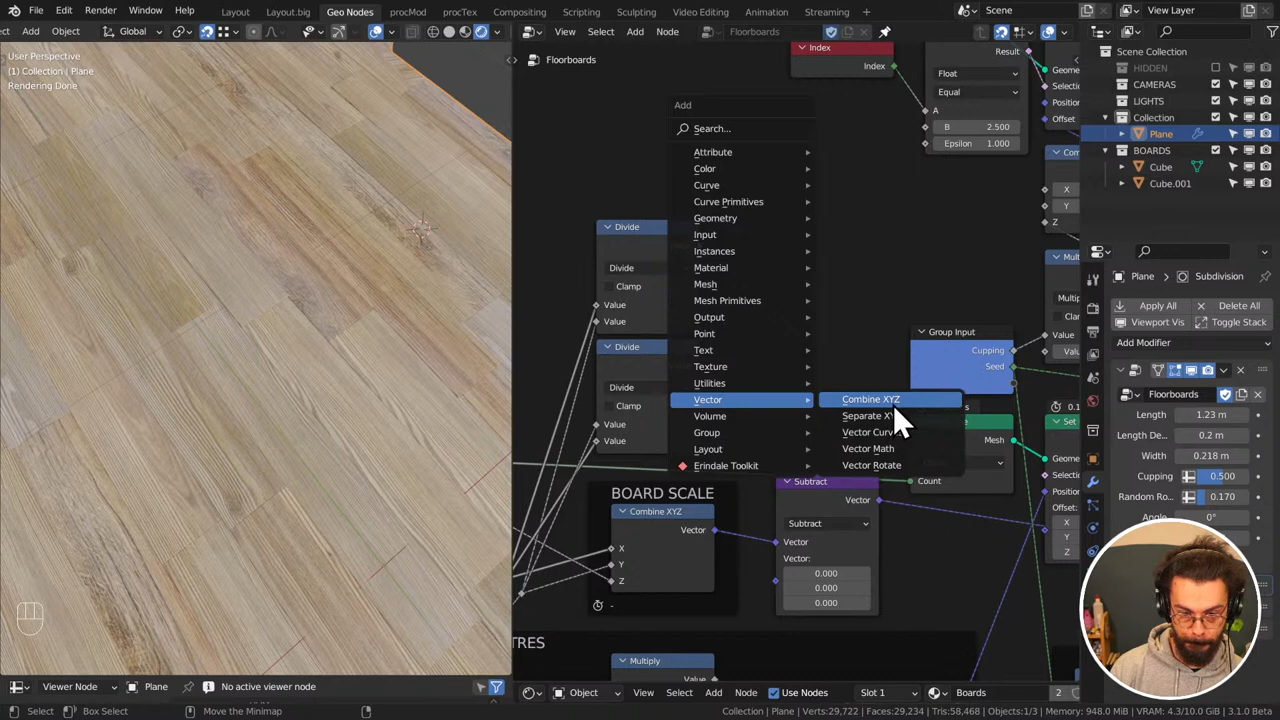 File Edit Render Window Help Layout Layout.big Geo Nodes procMod procTex Compositing Scripting Sculpting Video Editing Animation Streaming Scene View Layer
Add Object Global
View Select Add Node Floorboards
User Perspective
(1) Collection | Plane
Rendering Done
Floorboards
Index
Index
Result
Float
Equal
A
B 2.500
Epsilon 1.000
Geome
Selection
Position
Offset
Add
Search...
Attribute
Color
Curve
Curve Primitives
Geometry
Input
Instances
Material
Mesh
Mesh Primitives
Output
Point
Text
Texture
Utilities
Vector
Volume
Group
Layout
Erindale Toolkit
Combine XYZ
Separate XY
Vector Curv
Vector Math
Vector Rotate
Divide
Divide
Clamp
Value
Value
Divide
Divide
Clamp
Value
Value
Com
X
Y
Z
Mult
Multip
Clar
Value
Valu
Group Input
Cupping
Seed
0.1
Mesh
Count
Set
Geome
Selection
Position
Offset:
X
Y
Z
BOARD SCALE
Combine XYZ
Vector
X
Y
Z
-
Subtract
Vector
Subtract
Vector
Vector:
0.000
0.000
0.000
TRES
Multiply
Value
Scene Collection
HIDDEN
CAMERAS
LIGHTS
Collection
Plane
BOARDS
Cube
Cube.001
Plane > Subdivision
Apply All Delete All
Viewport Vis Toggle Stack
Add Modifier
Floorboards
Length 1.23 m
Length De.. 0.2 m
Width 0.218 m
Cupping 0.500
Random Ro.. 0.170
Angle 0°
Viewer Node Plane No active viewer node
Object View Select Add Node Use Nodes Slot 1 Boards 2
Select Box Select Move the Minimap Collection | Plane | Verts:29,722 | Faces:29,234 | Tris:58,468 | Objects:1/3 | Memory: 948.0 MiB | VRAM: 4.3/10.0 GiB | 3.1.0 Beta